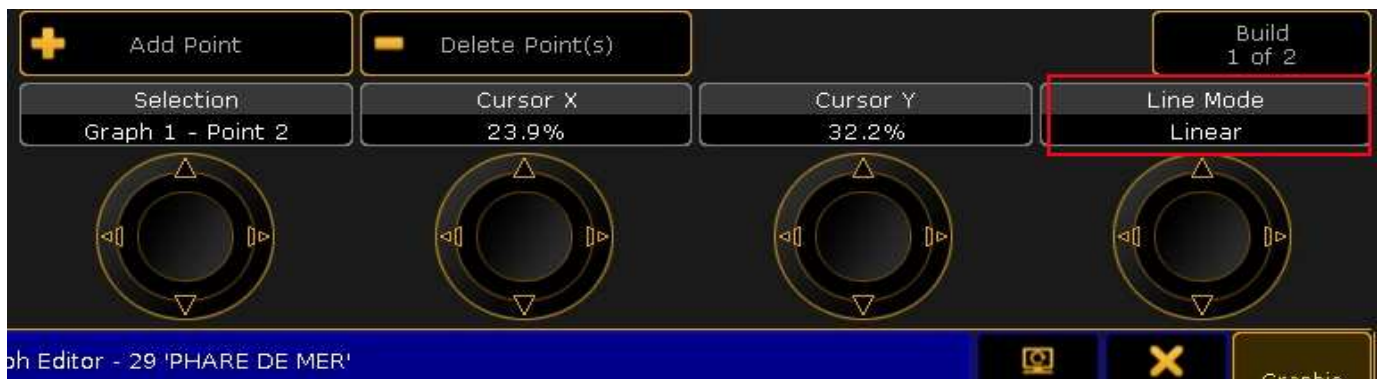 Add Point
Delete Point(s)
Build
1 of 2
Selection
Graph 1 - Point 2
Cursor X
23.9%
Cursor Y
32.2%
Line Mode
Linear
ph Editor - 29 'PHARE DE MER'
Graphic